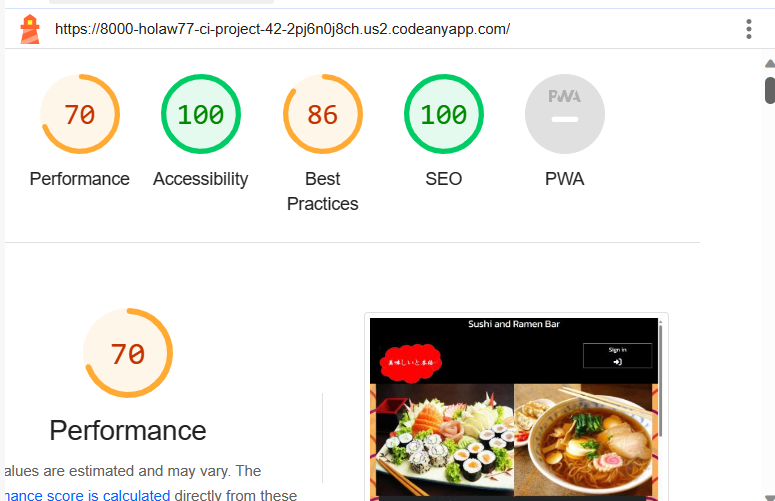 https://8000-holaw77-ci-project-42-2pj6n0j8ch.us2.codeanyapp.com/
70
100
86
100
PWA
Performance
Accessibility
Best
Practices
SEO
PWA
70
Performance
alues are estimated and may vary. The
nance score is calculated directly from these
Sushi and Ramen Bar
Sign in
美味しいと本格